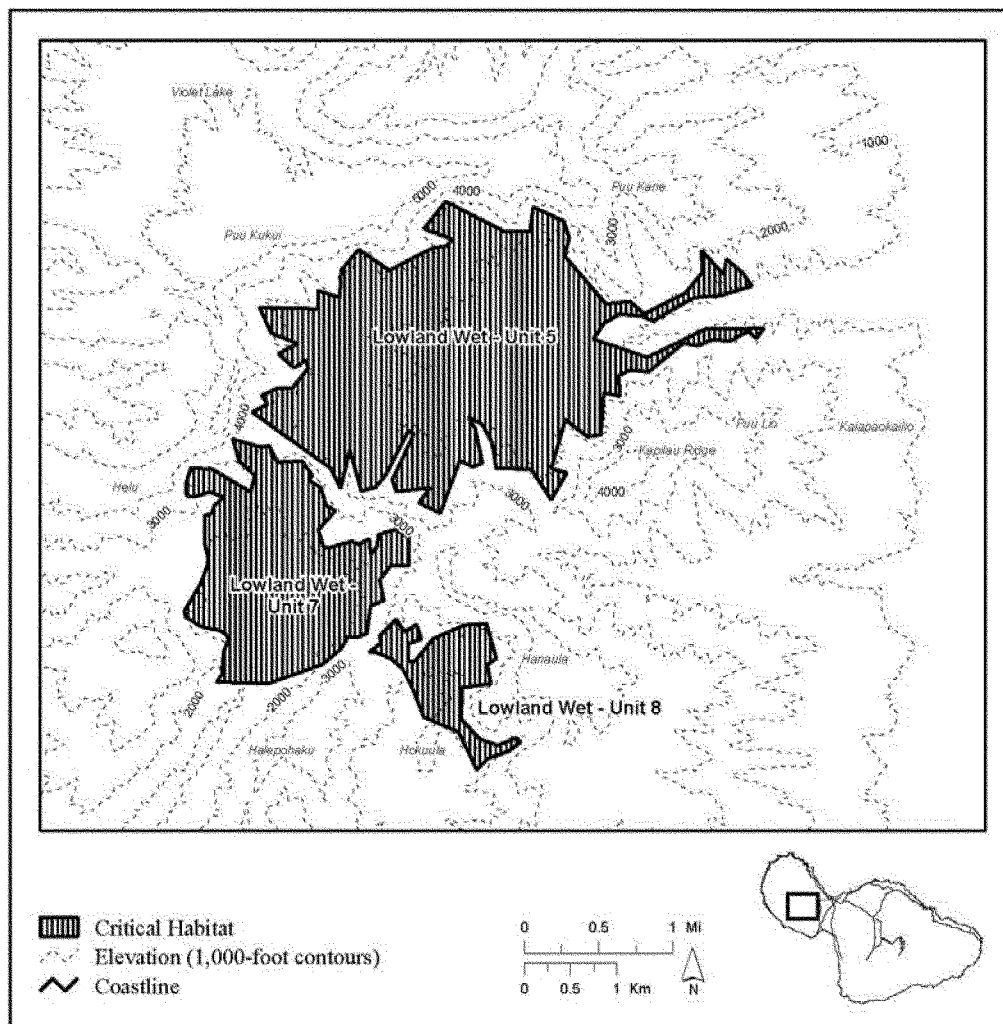 Violet Lake
1000
Puu Kane
5000
4000
2000
3000
Puu Kukui
Lowland Wet - Unit 5
4000
Puu Lio
Kalapaokailio
3000
Kapilau Ridge
Helu
4000
3000
3000
3000
Lowland Wet -
Unit 7
Hanaula
3000
2000
2000
Lowland Wet - Unit 8
Halepohaku
Hokuula
Critical Habitat
Elevation (1,000-foot contours)
Coastline
0 0.5 1 Mi
0 0.5 1 Km
N